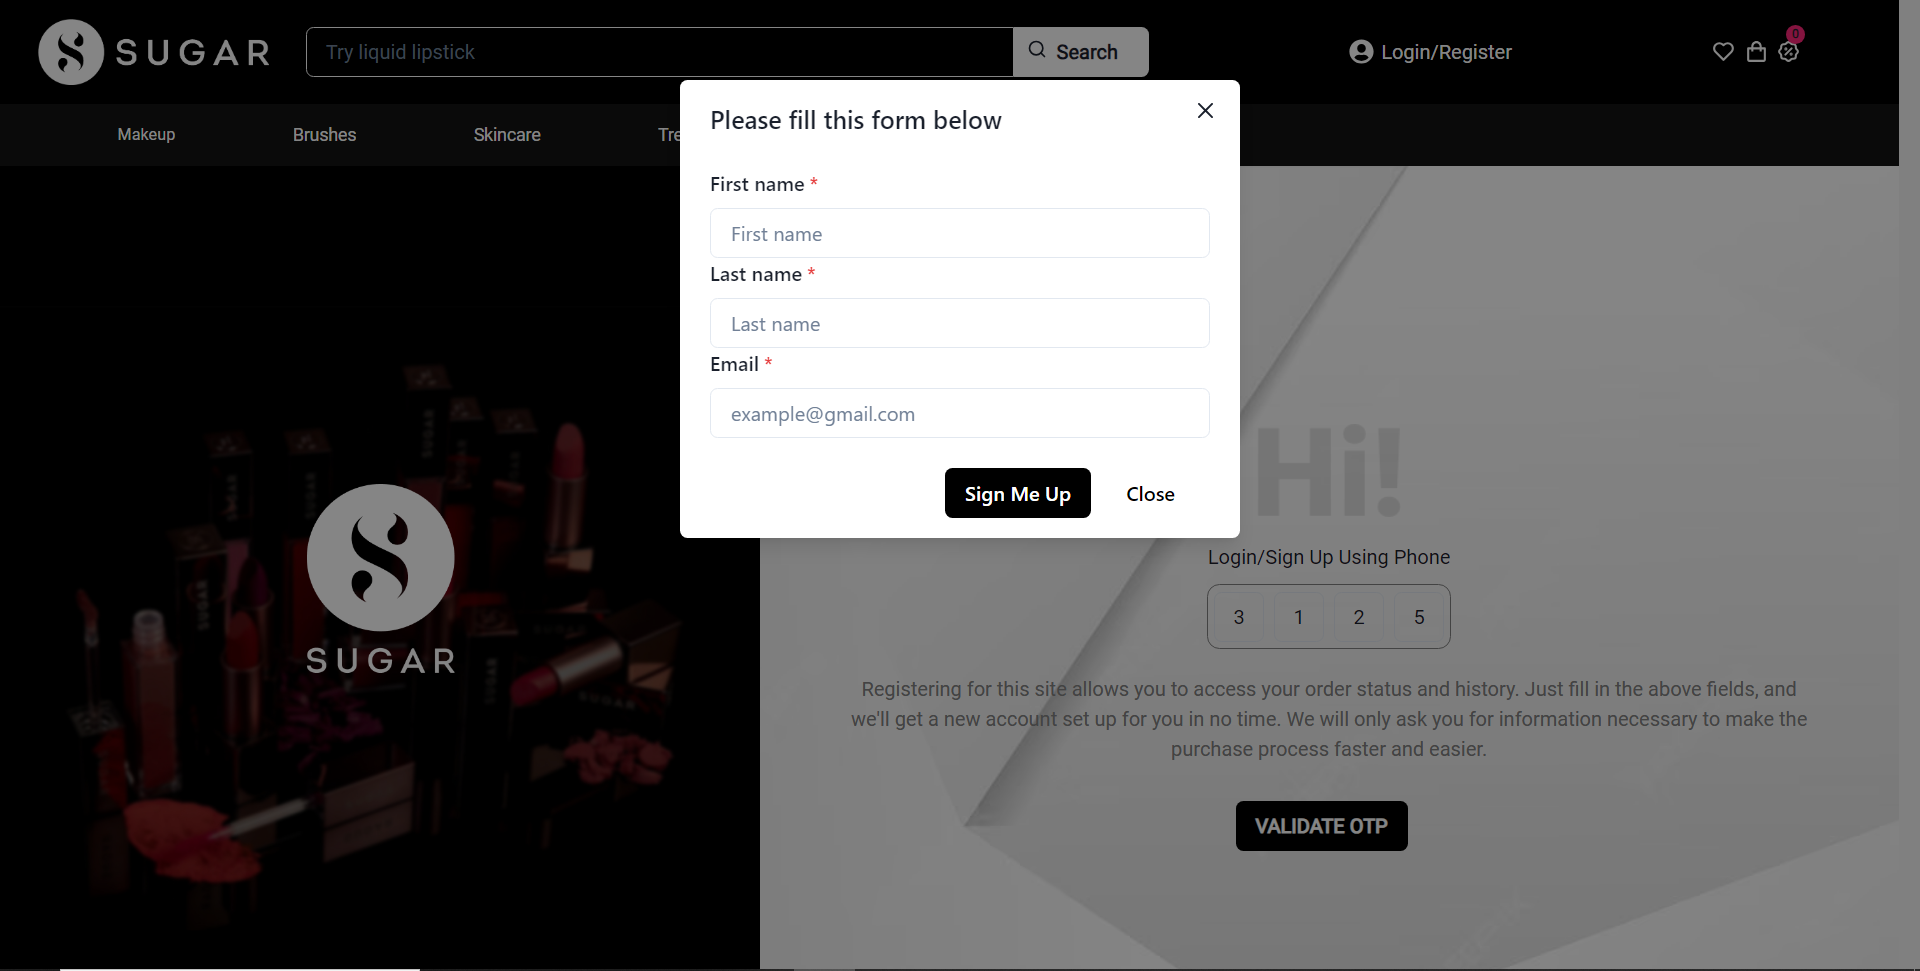 SUGAR
Try liquid lipstick
Search
Login/Register
0
Makeup
Brushes
Skincare
Tre
Please fill this form below
First name *
First name
Last name *
Last name
Email *
example@gmail.com
Sign Me Up
Close
SUGAR
Hi!
Login/Sign Up Using Phone
3 1 2 5
Registering for this site allows you to access your order status and history. Just fill in the above fields, and
we'll get a new account set up for you in no time. We will only ask you for information necessary to make the
purchase process faster and easier.
VALIDATE OTP
SUGAR
SUGAR
SUGAR
SUGAR